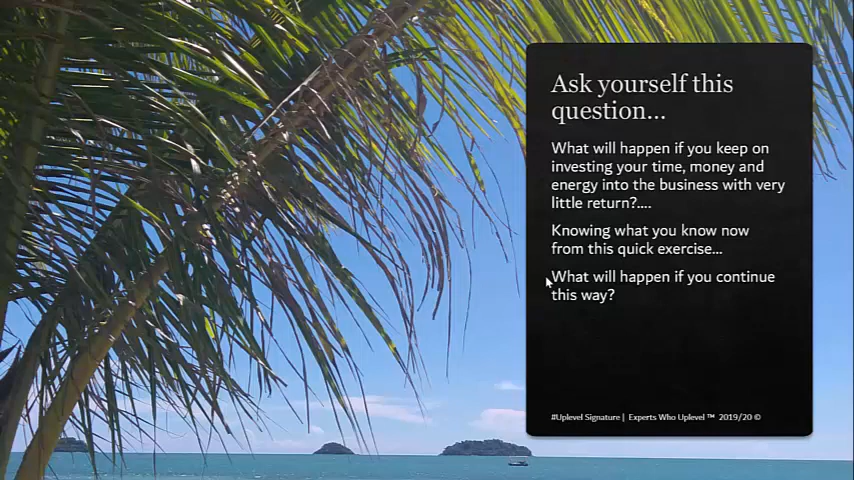 Ask yourself this
question...
What will happen if you keep on
investing your time, money and
energy into the business with very
little return?....
Knowing what you know now
from this quick exercise...
What will happen if you continue
this way?
#Uplevel Signature | Experts Who Uplevel ™ 2019/20 ©